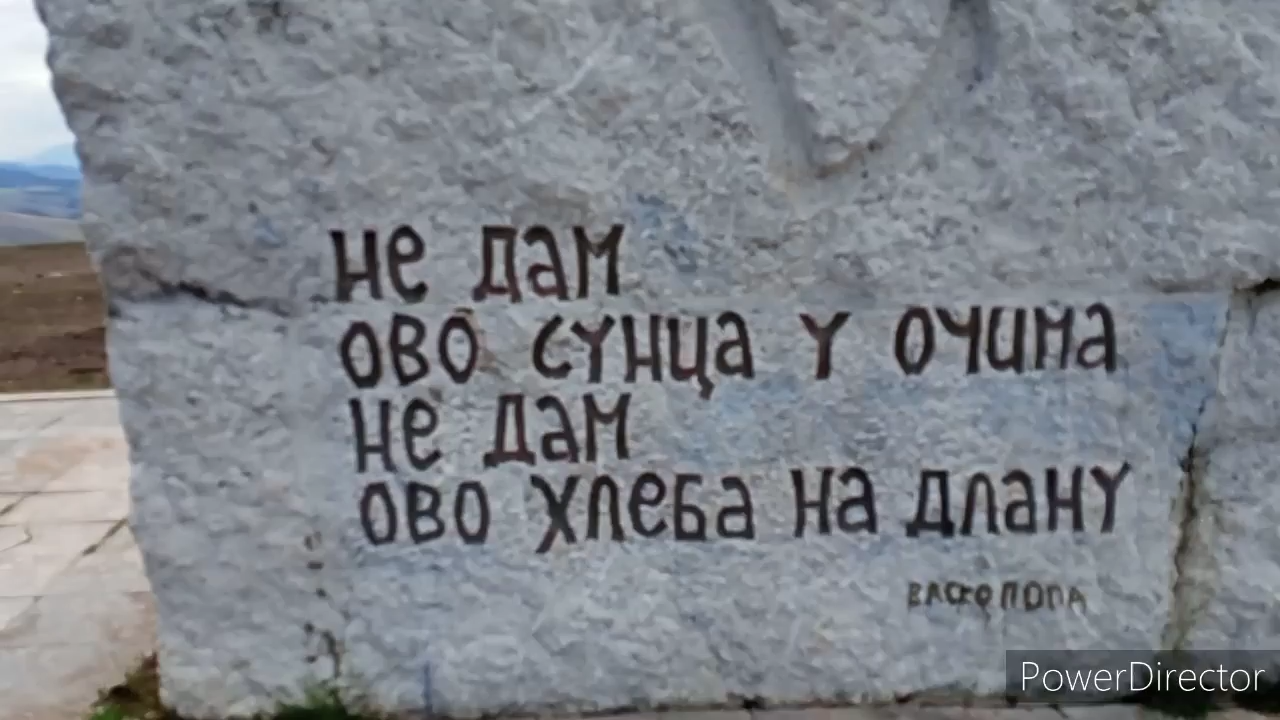 не дам
ово сунца у очима
не дам
ово хлеба на длану
ВАСКО ПОПА
PowerDirector